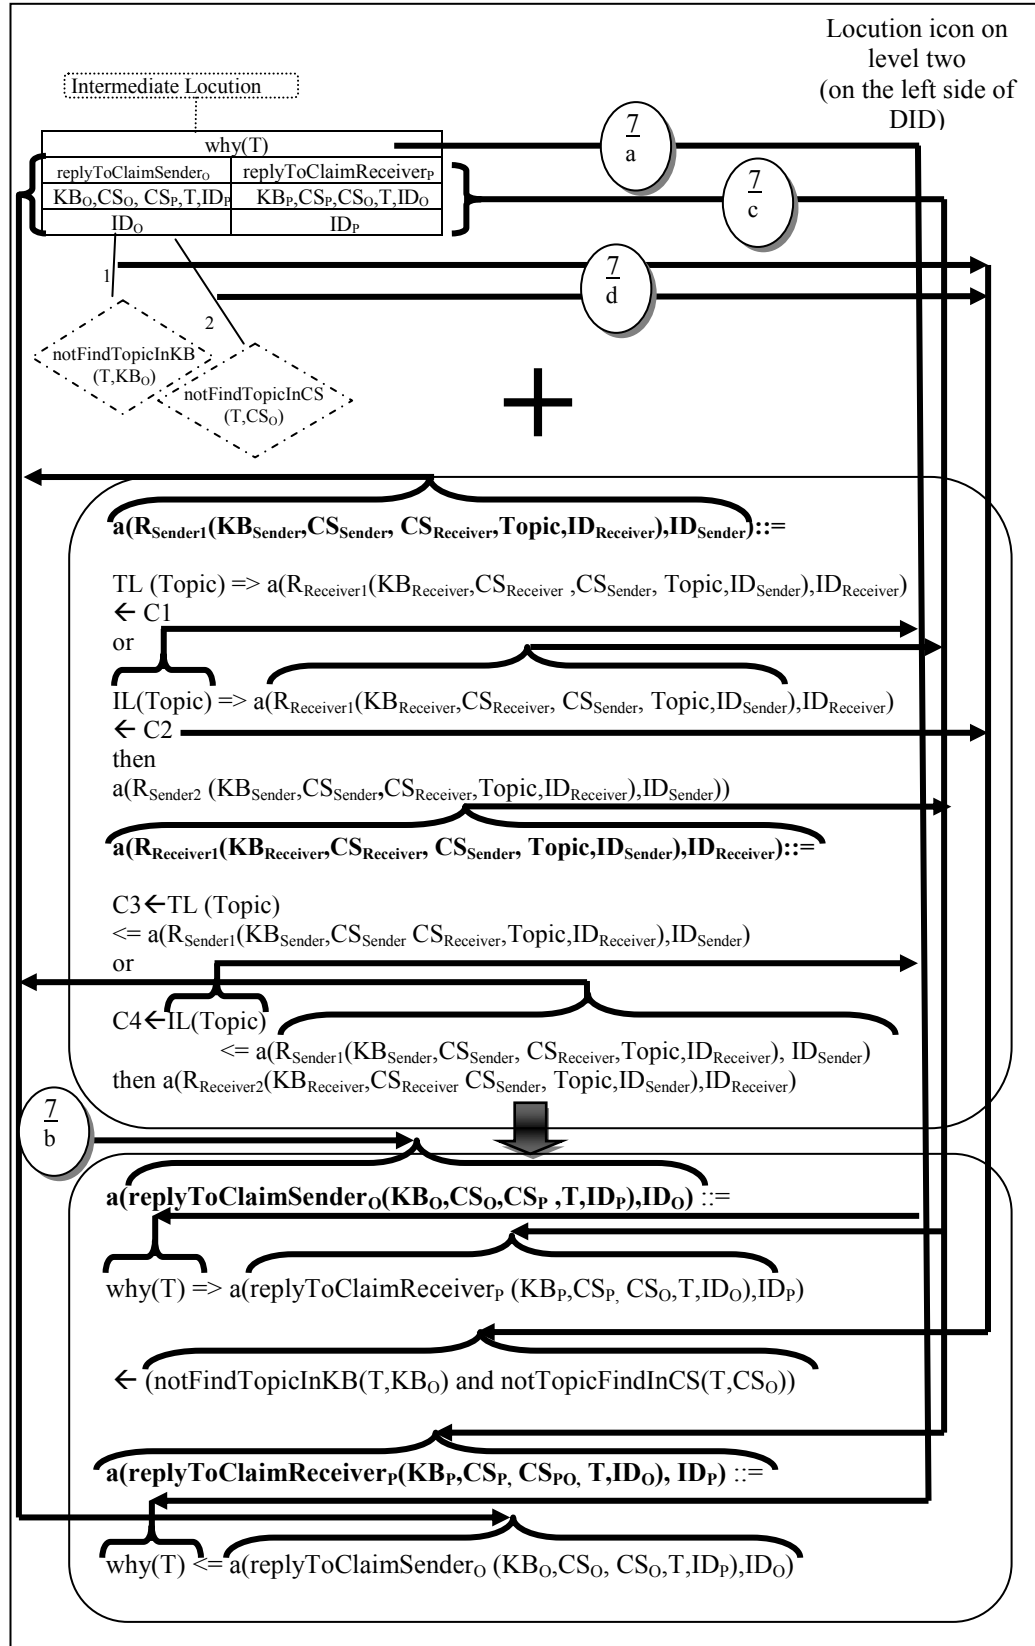 Locution icon on
level two
(on the left side of
DID)
Intermediate Locution
why(T)
replyToClaimSenderO replyToClaimReceiverP
KBO,CSO, CSP,T,IDP KBP,CSP,CSO,T,IDO
IDO IDP
7
a
7
c
7
d
1
2
notFindTopicInKB
(T,KBO)
notFindTopicInCS
(T,CSO)
+
a(RSender1(KBSender,CSSender, CSReceiver,Topic,IDReceiver),IDSender)::=
TL (Topic) => a(RReceiver1(KBReceiver,CSReceiver ,CSSender, Topic,IDSender),IDReceiver)
← C1
or
IL(Topic) => a(RReceiver1(KBReceiver,CSReceiver, CSSender, Topic,IDSender),IDReceiver)
← C2
then
a(RSender2 (KBSender,CSSender,CSReceiver,Topic,IDReceiver),IDSender))
a(RReceiver1(KBReceiver,CSReceiver, CSSender, Topic,IDSender),IDReceiver)::=
C3←TL (Topic)
<= a(RSender1(KBSender,CSSender CSReceiver,Topic,IDReceiver),IDSender)
or
C4←IL(Topic)
<= a(RSender1(KBSender,CSSender, CSReceiver,Topic,IDReceiver), IDSender)
then a(RReceiver2(KBReceiver,CSReceiver CSSender, Topic,IDSender),IDReceiver)
7
b
a(replyToClaimSenderO(KBO,CSO,CSP ,T,IDP),IDO) ::=
why(T) => a(replyToClaimReceiverP (KBP,CSP, CSO,T,IDO),IDP)
← (notFindTopicInKB(T,KBO) and notTopicFindInCS(T,CSO))
a(replyToClaimReceiverP(KBP,CSP, CSPO, T,IDO), IDP) ::=
why(T) <= a(replyToClaimSenderO (KBO,CSO, CSO,T,IDP),IDO)